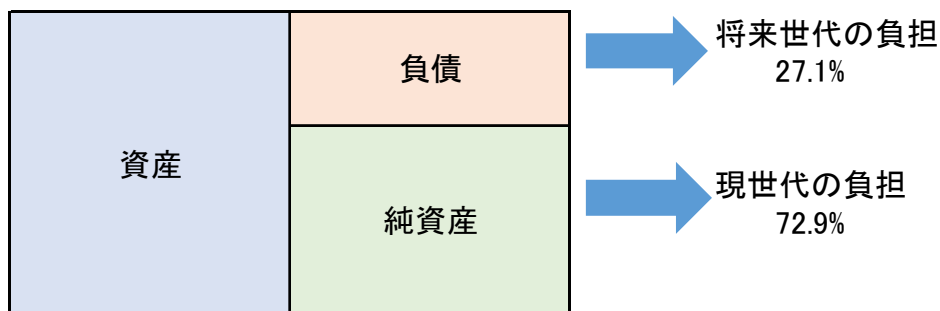 資産
負債
純資産
将来世代の負担
27.1%
現世代の負担
72.9%